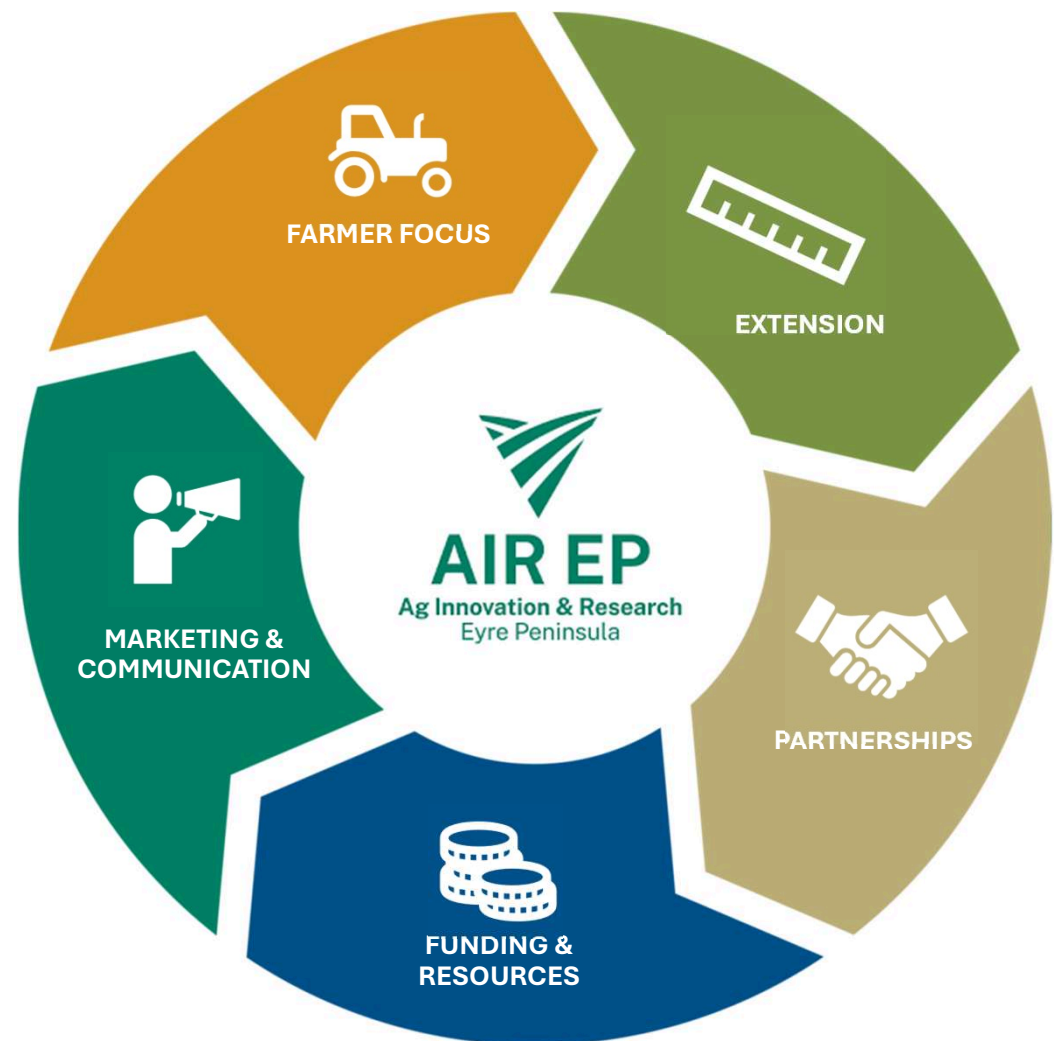 FARMER FOCUS
EXTENSION
AIR EP
Ag Innovation & Research
Eyre Peninsula
MARKETING &
COMMUNICATION
PARTNERSHIPS
FUNDING &
RESOURCES